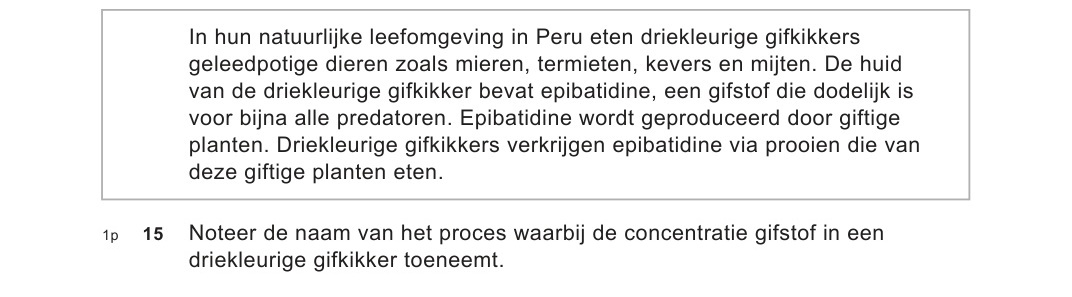 In hun natuurlijke leefomgeving in Peru eten driekleurige gifkikkers
geleedpotige dieren zoals mieren, termieten, kevers en mijten. De huid
van de driekleurige gifkikker bevat epibatidine, een gifstof die dodelijk is
voor bijna alle predatoren. Epibatidine wordt geproduceerd door giftige
planten. Driekleurige gifkikkers verkrijgen epibatidine via prooien die van
deze giftige planten eten.
1p 15 Noteer de naam van het proces waarbij de concentratie gifstof in een
driekleurige gifkikker toeneemt.